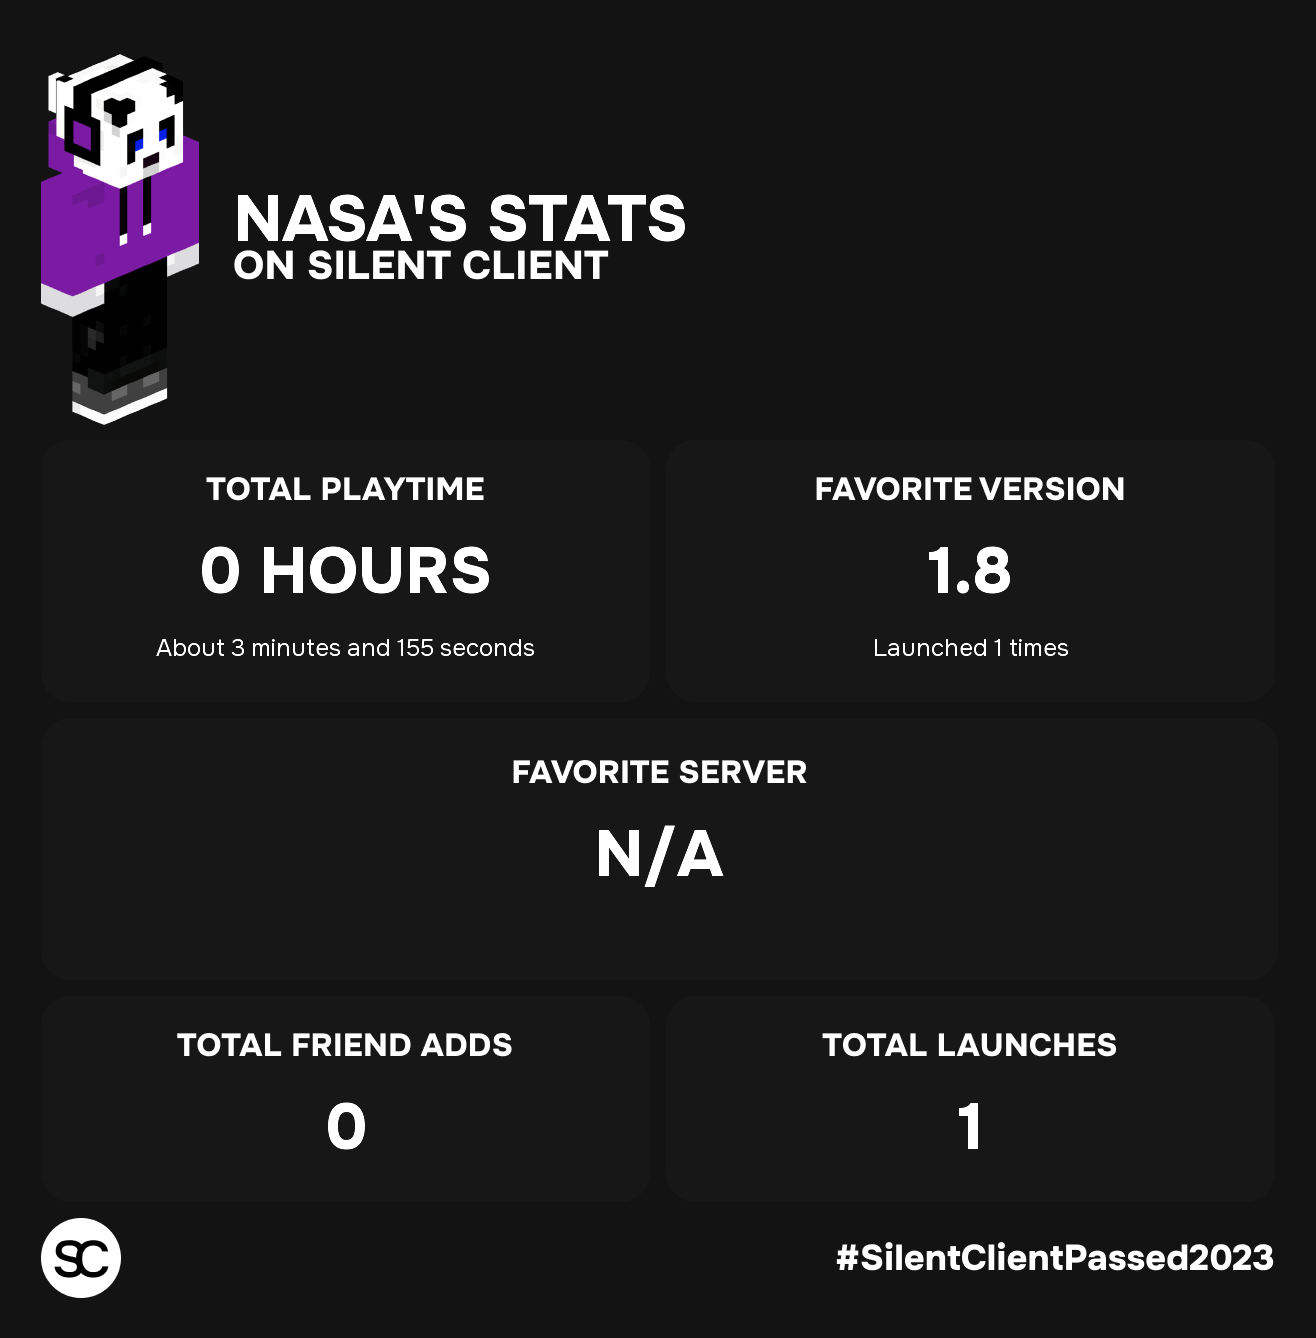 NASA'S STATS
ON SILENT CLIENT
TOTAL PLAYTIME
0 HOURS
About 3 minutes and 155 seconds
FAVORITE VERSION
1.8
Launched 1 times
FAVORITE SERVER
N/A
TOTAL FRIEND ADDS
0
TOTAL LAUNCHES
1
SC
#SilentClientPassed2023